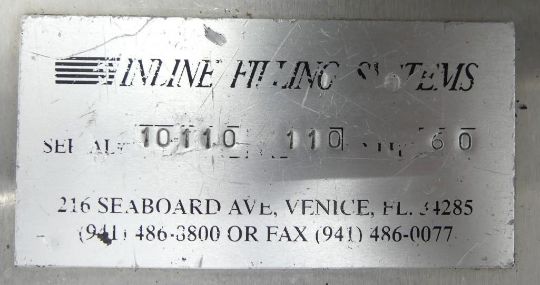 INLINE FILLING SYSTEMS
SERIAL# 10110 110 60
216 SEABOARD AVE, VENICE, FL. 34285
(941) 486-8800 OR FAX (941) 486-0077